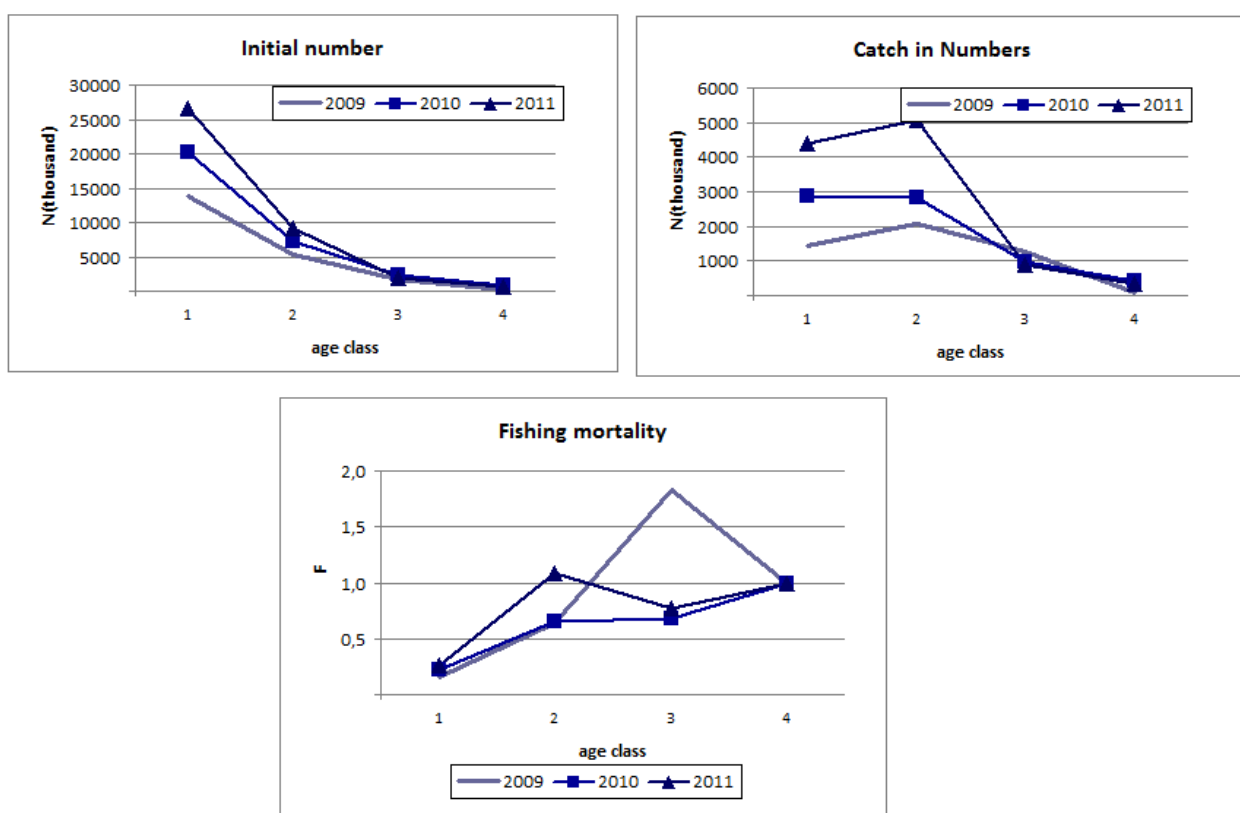 Initial number
N(thousand)
30000
25000
20000
15000
10000
5000
2009 2010 2011
1 2 3 4
age class
Catch in Numbers
N(thousand)
6000
5000
4000
3000
2000
1000
2009 2010 2011
1 2 3 4
age class
Fishing mortality
F
2,0
1,5
1,0
0,5
1 2 3 4
age class
2009 2010 2011